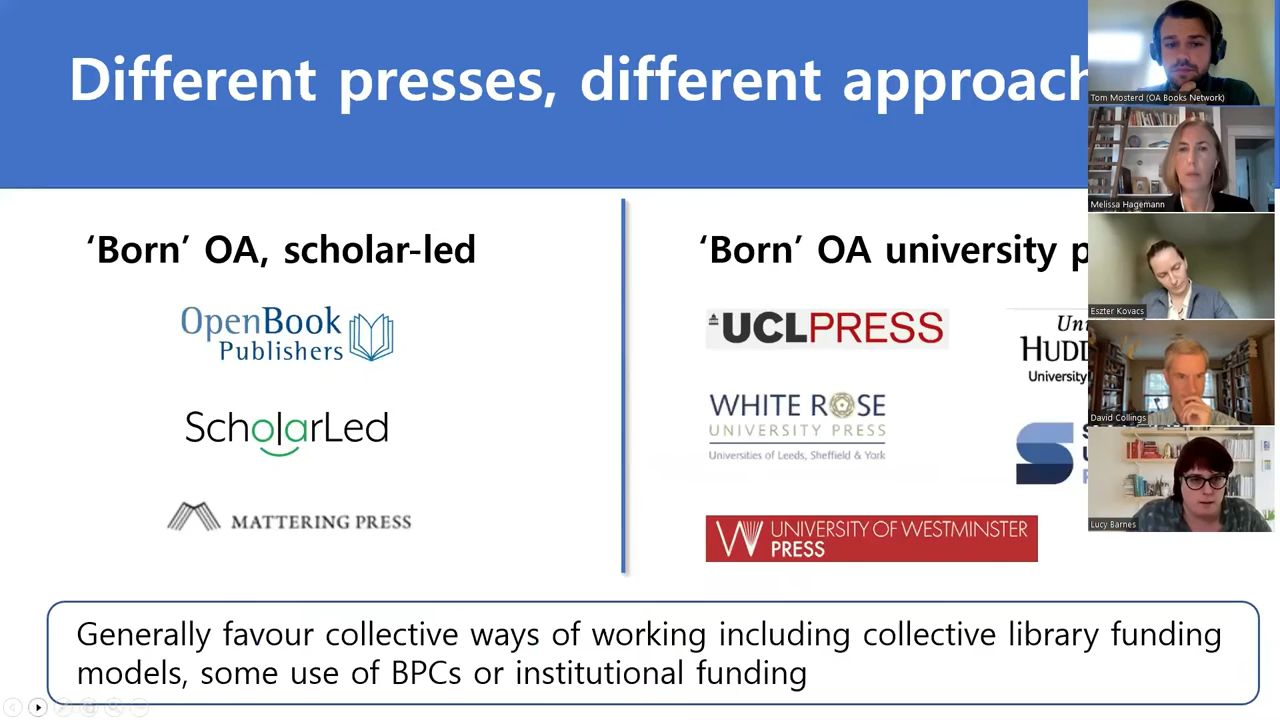 Different presses, different approach
Tom Mosterd (OA Books Network)
Melissa Hagemann
Eszter Kovacs
David Collings
Lucy Barnes
‘Born’ OA, scholar-led
OpenBook
Publishers
ScholarLed
MATTERING PRESS
‘Born’ OA university p
UCLPRESS
WHITE ROSE
UNIVERSITY PRESS
Universities of Leeds, Sheffield & York
UNIVERSITY OF WESTMINSTER
PRESS
Generally favour collective ways of working including collective library funding
models, some use of BPCs or institutional funding